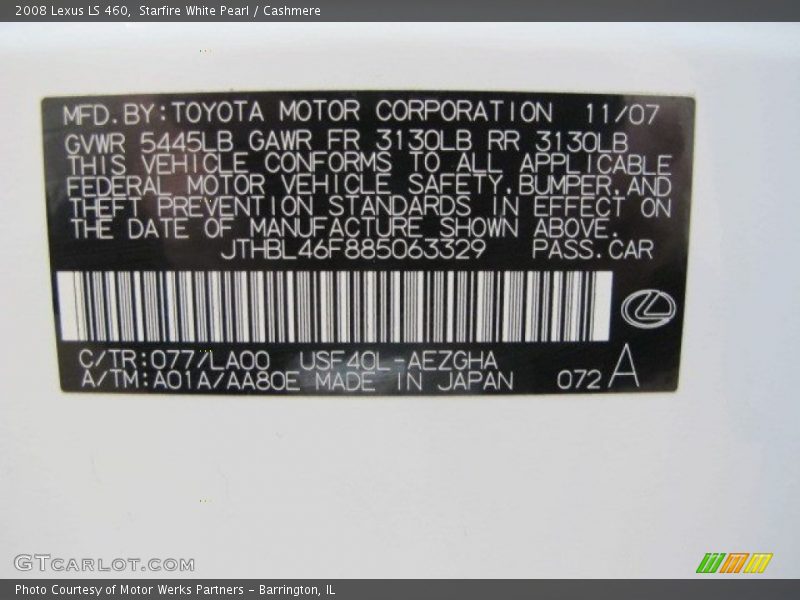 2008 Lexus LS 460, Starfire White Pearl / Cashmere
MFD.BY:TOYOTA MOTOR CORPORATION 11/07
GVWR 5445LB GAWR FR 3130LB RR 3130LB
THIS VEHICLE CONFORMS TO ALL APPLICABLE
FEDERAL MOTOR VEHICLE SAFETY,BUMPER,AND
THEFT PREVENTION STANDARDS IN EFFECT ON
THE DATE OF MANUFACTURE SHOWN ABOVE.
JTHBL46F885063329 PASS.CAR
C/TR:077/LA00 USF40L-AEZGHA
A/TM:A01A/AA80E MADE IN JAPAN 072 A
GTCARLOT.COM
Photo Courtesy of Motor Werks Partners - Barrington, IL